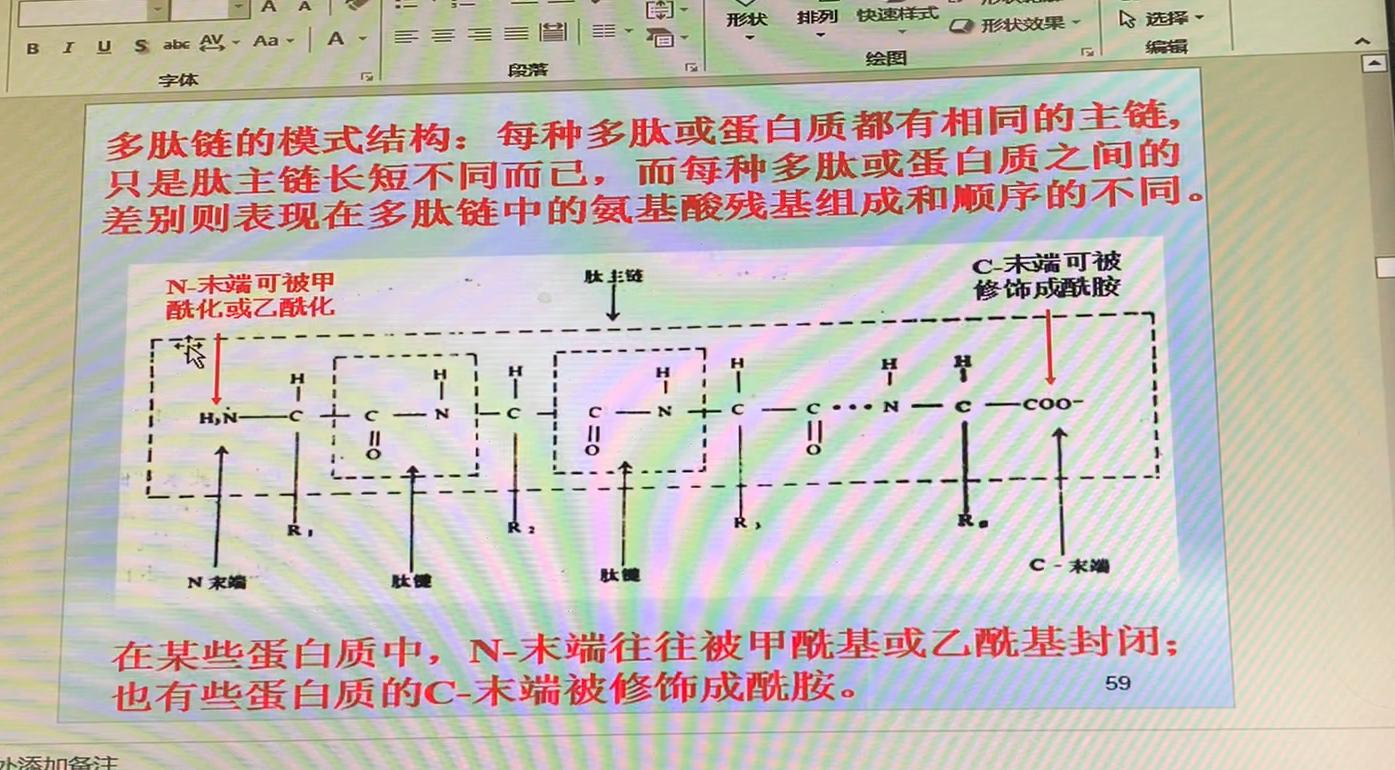 A A
形状 排列 快速样式 形状效果 选择
B I U S abc AV Aa A
字体 段落 绘图 编辑
多肽链的模式结构：每种多肽或蛋白质都有相同的主链,
只是肽主链长短不同而已，而每种多肽或蛋白质之间的
差别则表现在多肽链中的氨基酸残基组成和顺序的不同。
N-末端可被甲
酰化或乙酰化
肽主链
C-末端可被
修饰成酰胺
H H H H H H H
H₃N C C N C C N C C ••• N C COO⁻
O O O
R₁ R₂ R₃ R
N 末端 肽键 肽键 C - 末端
在某些蛋白质中，N-末端往往被甲酰基或乙酰基封闭；
也有些蛋白质的C-末端被修饰成酰胺。
59
处添加备注